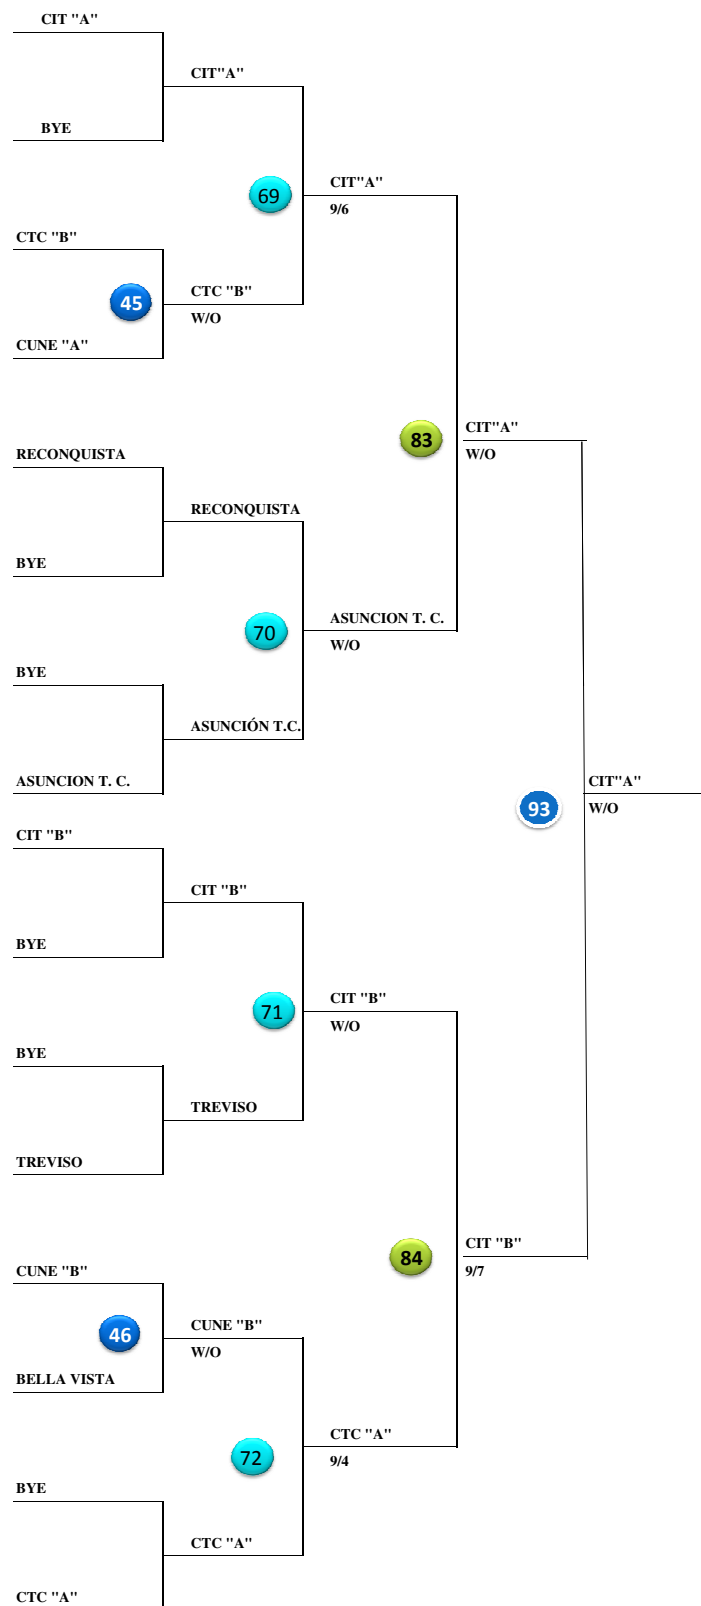 CIT "A"
CIT"A"
BYE
69
CIT"A"
9/6
CTC "B"
45
CTC "B"
W/O
CUNE "A"
83
CIT"A"
W/O
RECONQUISTA
RECONQUISTA
BYE
70
ASUNCION T. C.
W/O
BYE
ASUNCIÓN T.C.
ASUNCION T. C.
93
CIT"A"
W/O
CIT "B"
CIT "B"
BYE
71
CIT "B"
W/O
BYE
TREVISO
TREVISO
84
CIT "B"
9/7
CUNE "B"
46
CUNE "B"
W/O
BELLA VISTA
72
CTC "A"
9/4
BYE
CTC "A"
CTC "A"